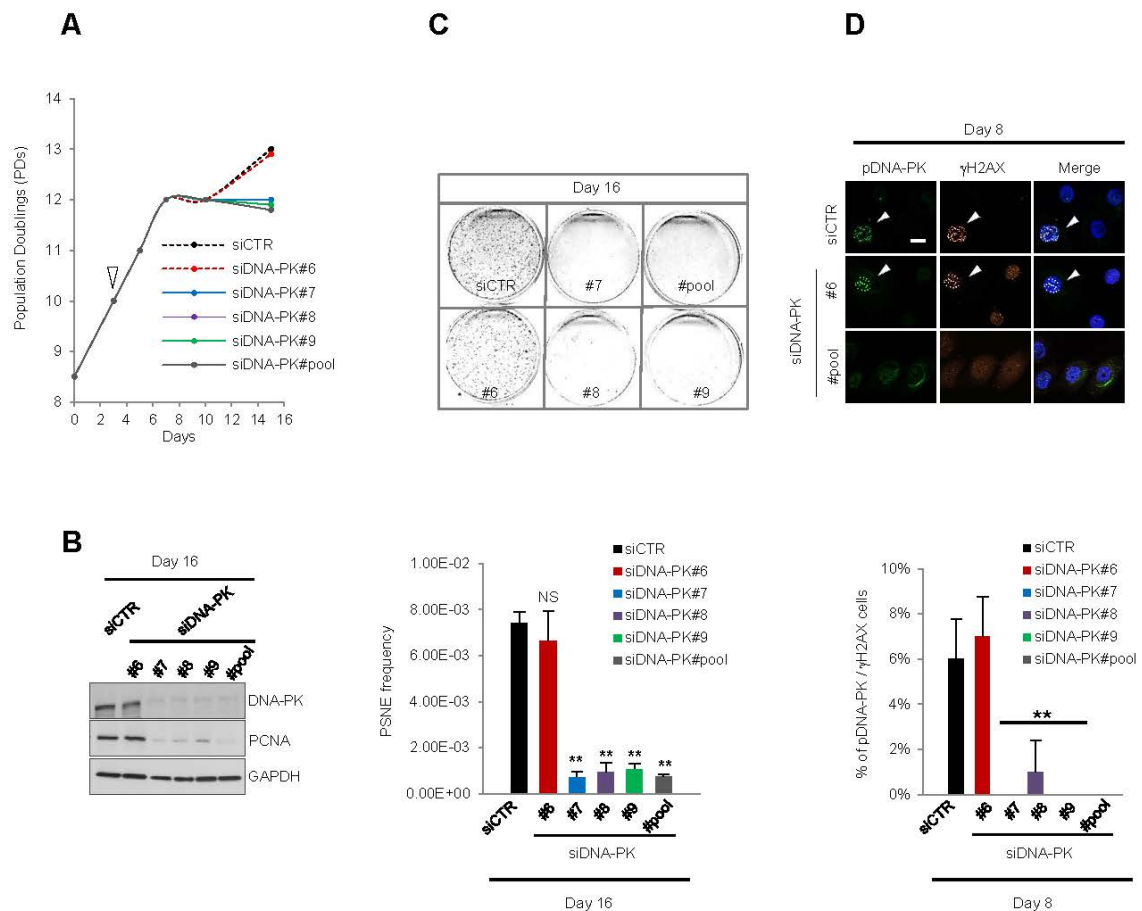 A
Population Doublings (PDs)
14
13
12
11
10
9
8
0 2 4 6 8 10 12 14 16
Days
siCTR
siDNA-PK#6
siDNA-PK#7
siDNA-PK#8
siDNA-PK#9
siDNA-PK#pool
C
Day 16
siCTR
#7
#pool
#6
#8
#9
D
Day 8
pDNA-PK γH2AX Merge
siCTR
siDNA-PK
#6
#pool
B
Day 16
siCTR
siDNA-PK
#6 #7 #8 #9 #pool
DNA-PK
PCNA
GAPDH
PSNE frequency
1.00E-02
8.00E-03
6.00E-03
4.00E-03
2.00E-03
0.00E+00
NS
** ** ** **
siCTR
siDNA-PK#6
siDNA-PK#7
siDNA-PK#8
siDNA-PK#9
siDNA-PK#pool
siCTR #6 #7 #8 #9 #pool
siDNA-PK
Day 16
% of pDNA-PK / γH2AX cells
10%
8%
6%
4%
2%
0%
**
siCTR
siDNA-PK#6
siDNA-PK#7
siDNA-PK#8
siDNA-PK#9
siDNA-PK#pool
siCTR #6 #7 #8 #9 #pool
siDNA-PK
Day 8